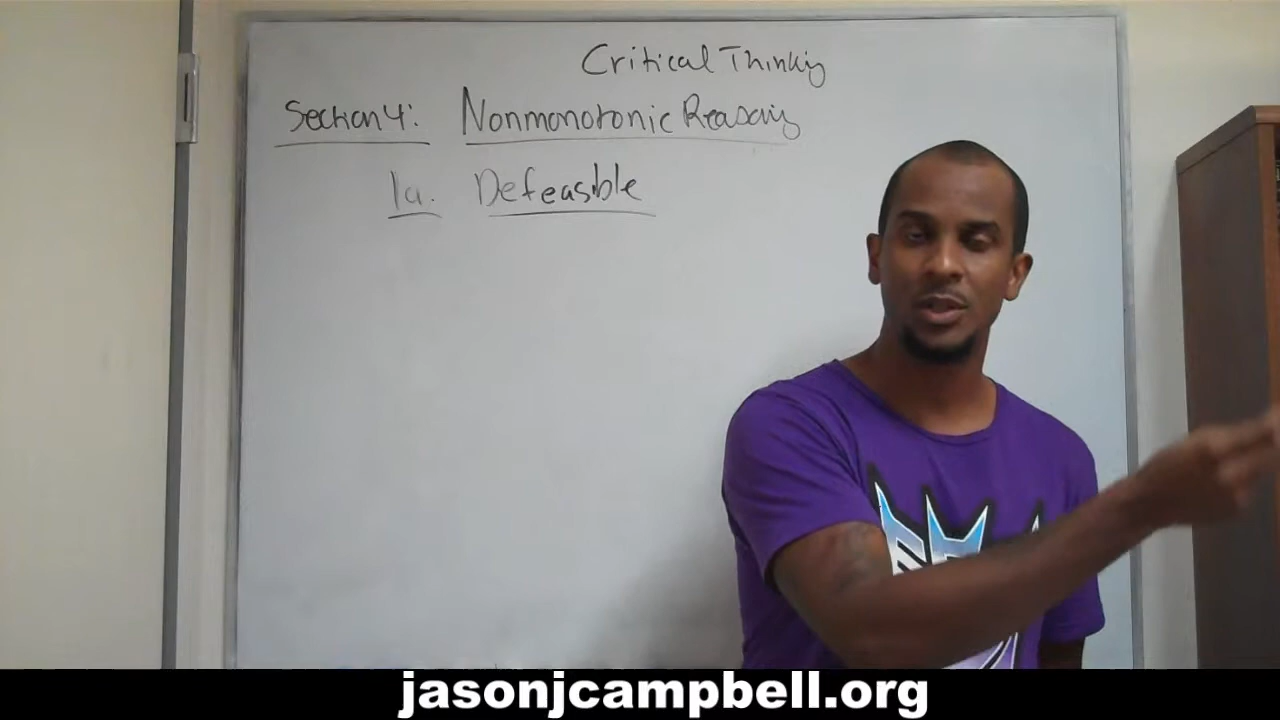 Critical Thinking
Section 4: Nonmonotonic Reasoning
1a. Defeasible
jasonjcampbell.org